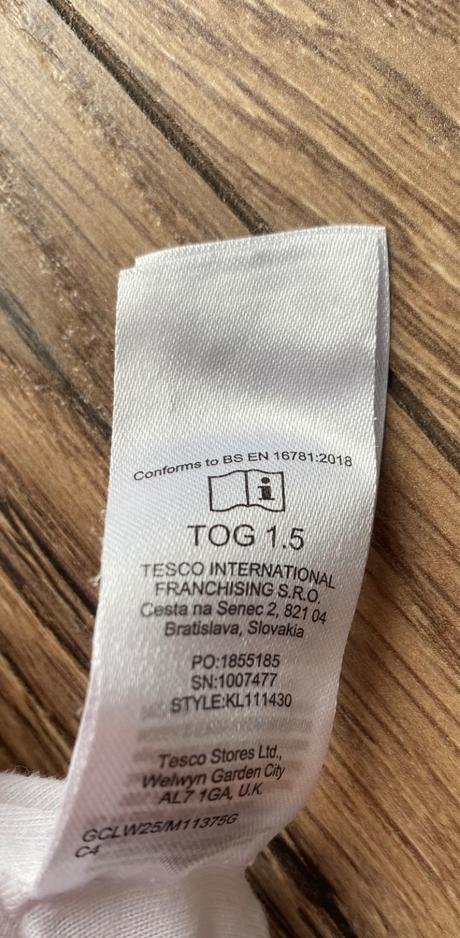 Conforms to BS EN 16781:2018
i
TOG 1.5
TESCO INTERNATIONAL
FRANCHISING S.R.O.
Cesta na Senec 2, 821 04
Bratislava, Slovakia
PO:1855185
SN:1007477
STYLE:KL111430
Tesco Stores Ltd.,
Welwyn Garden City
AL7 1GA, U.K.
GCLW25/M11375G
C4